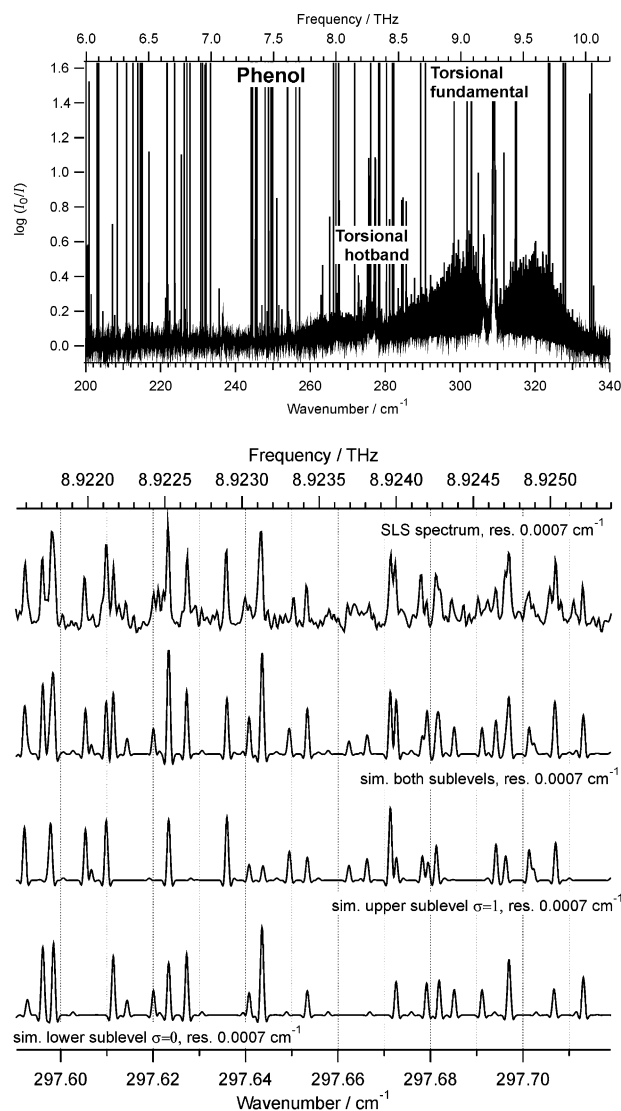 Frequency / THz
6.0 6.5 7.0 7.5 8.0 8.5 9.0 9.5 10.0
Phenol
Torsional
fundamental
Torsional
hotband
log (I0/I)
1.6
1.4
1.2
1.0
0.8
0.6
0.4
0.2
0.0
200 220 240 260 280 300 320 340
Wavenumber / cm-1
Frequency / THz
8.9220 8.9225 8.9230 8.9235 8.9240 8.9245 8.9250
SLS spectrum, res. 0.0007 cm-1
sim. both sublevels, res. 0.0007 cm-1
sim. upper sublevel σ=1, res. 0.0007 cm-1
sim. lower sublevel σ=0, res. 0.0007 cm-1
297.60 297.62 297.64 297.66 297.68 297.70
Wavenumber / cm-1